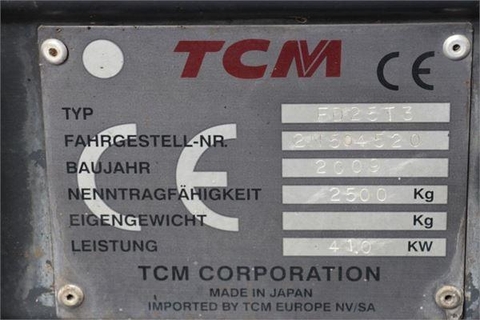 TCM CE
TYP FD25T3
FAHRGESTELL-NR.
BAUJAHR 2009
NENNTRAGFÄHIGKEIT 2500 Kg
EIGENGEWICHT Kg
LEISTUNG KW
CE
TCM CORPORATION
MADE IN JAPAN
IMPORTED BY TCM EUROPE NV/SA